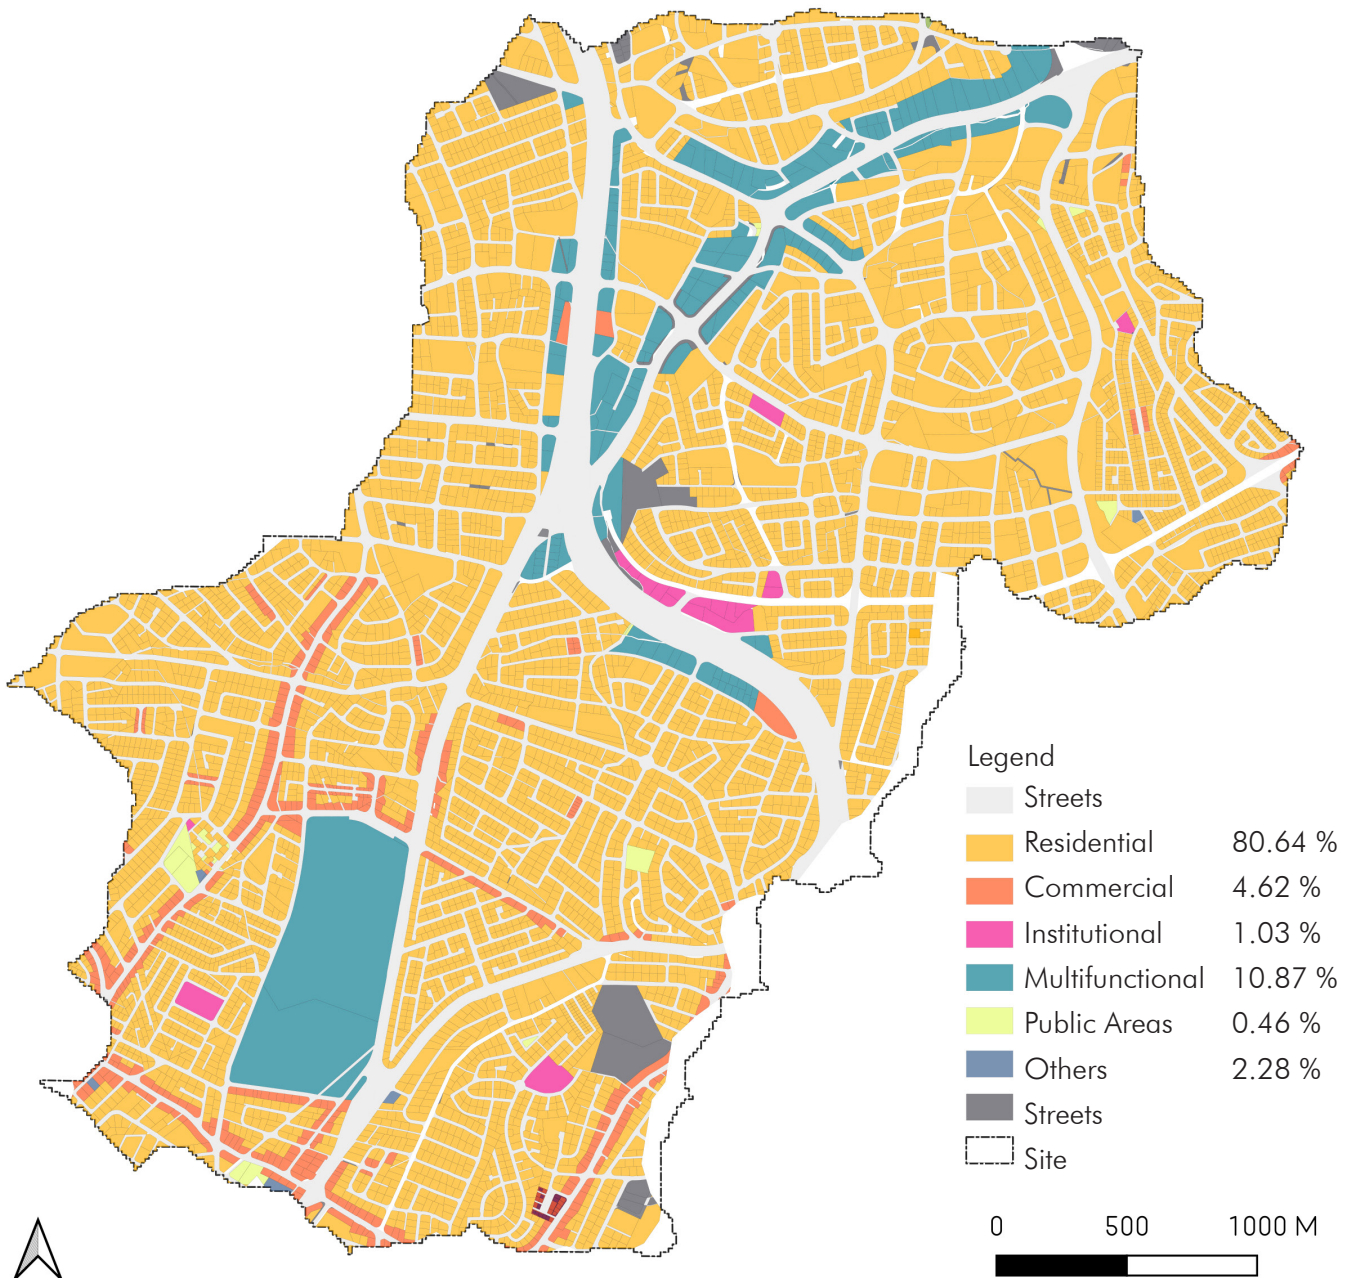 Legend
Streets
Residential 80.64 %
Commercial 4.62 %
Institutional 1.03 %
Multifunctional 10.87 %
Public Areas 0.46 %
Others 2.28 %
Streets
Site
0 500 1000 M